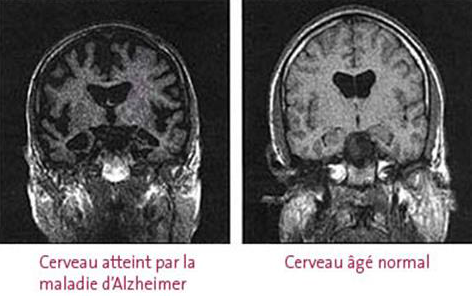 Cerveau atteint par la
maladie d'Alzheimer
Cerveau âgé normal